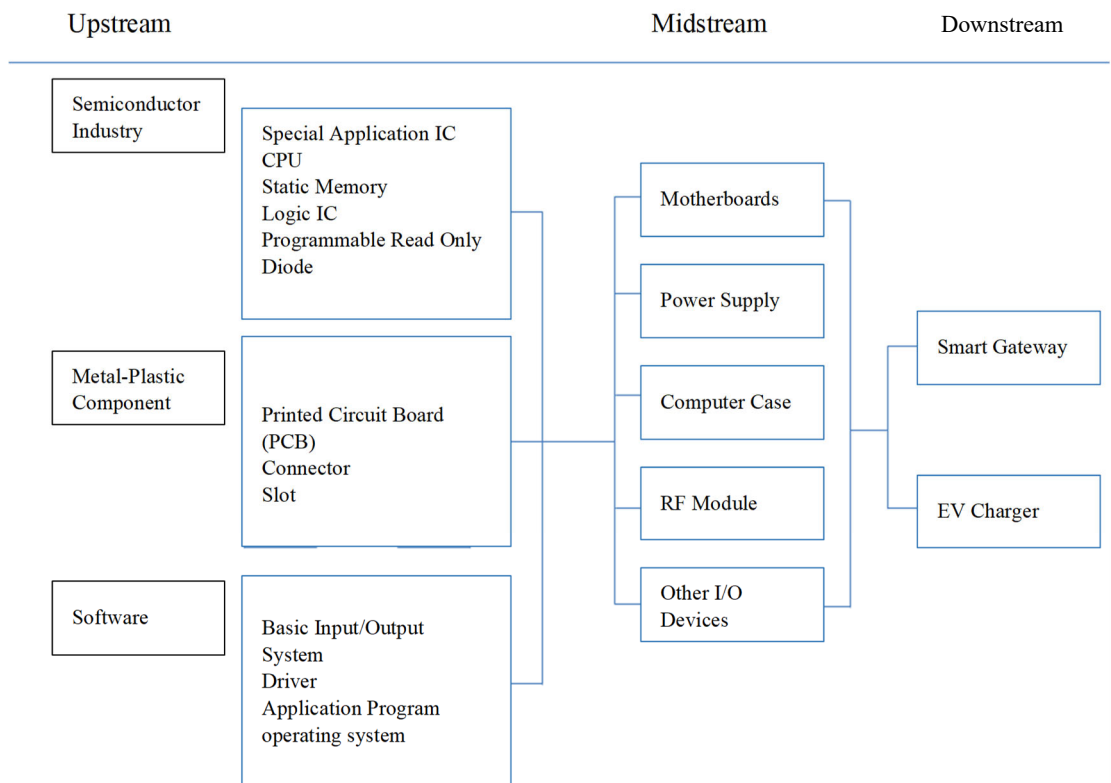 Upstream
Midstream
Downstream
Semiconductor
Industry
Special Application IC
CPU
Static Memory
Logic IC
Programmable Read Only
Diode
Metal-Plastic
Component
Printed Circuit Board
(PCB)
Connector
Slot
Software
Basic Input/Output
System
Driver
Application Program
operating system
Motherboards
Power Supply
Computer Case
RF Module
Other I/O
Devices
Smart Gateway
EV Charger